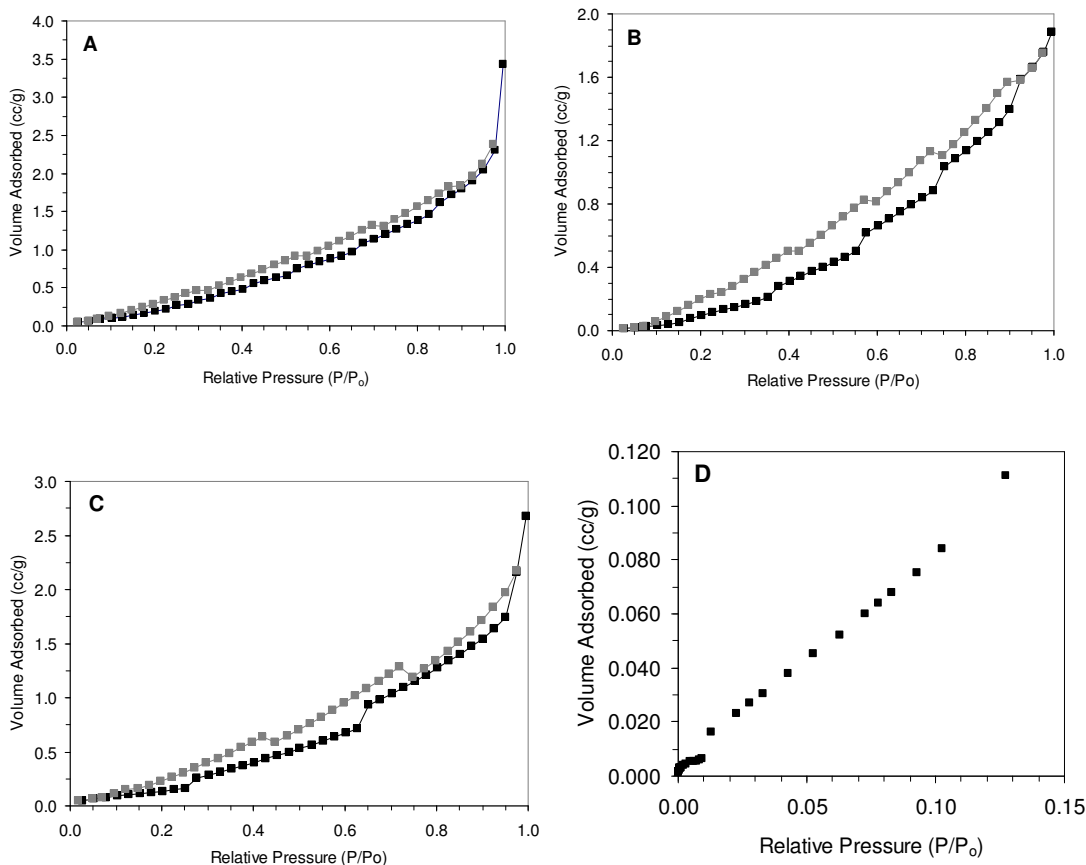 A
4.0
3.5
3.0
2.5
2.0
1.5
1.0
0.5
0.0
Volume Adsorbed (cc/g)
0.0 0.2 0.4 0.6 0.8 1.0
Relative Pressure (P/Po)
B
2.0
1.6
1.2
0.8
0.4
0.0
Volume Adsorbed (cc/g)
0.0 0.2 0.4 0.6 0.8 1.0
Relative Pressure (P/Po)
C
3.0
2.5
2.0
1.5
1.0
0.5
0.0
Volume Adsorbed (cc/g)
0.0 0.2 0.4 0.6 0.8 1.0
Relative Pressure (P/Po)
D
0.120
0.100
0.080
0.060
0.040
0.020
0.000
Volume Adsorbed (cc/g)
0.00 0.05 0.10 0.15
Relative Pressure (P/Po)